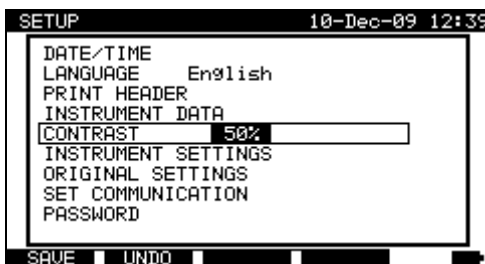 SETUP 10-Dec-09 12:39
DATE/TIME
LANGUAGE English
PRINT HEADER
INSTRUMENT DATA
CONTRAST 50%
INSTRUMENT SETTINGS
ORIGINAL SETTINGS
SET COMMUNICATION
PASSWORD
SAVE UNDO